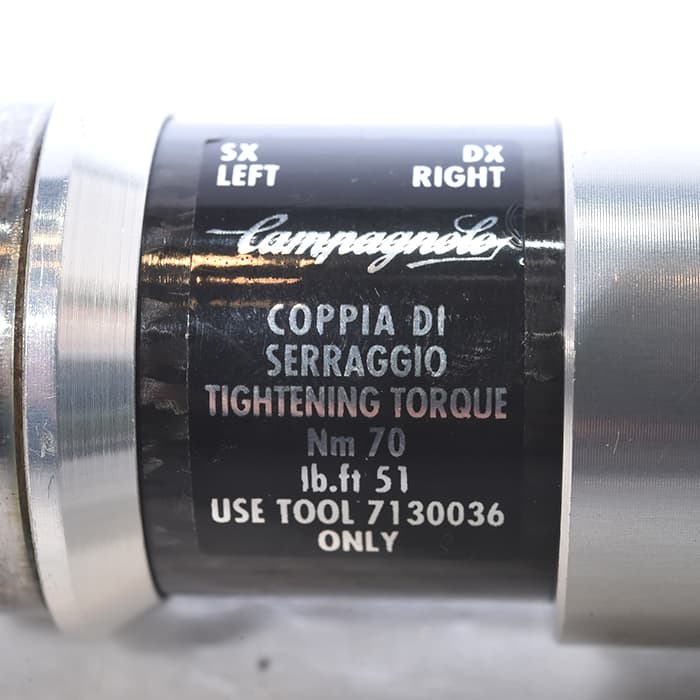 SX DX
LEFT RIGHT
Campagnolo
COPPIA DI
SERRAGGIO
TIGHTENING TORQUE
Nm 70
lb.ft 51
USE TOOL 7130036
ONLY